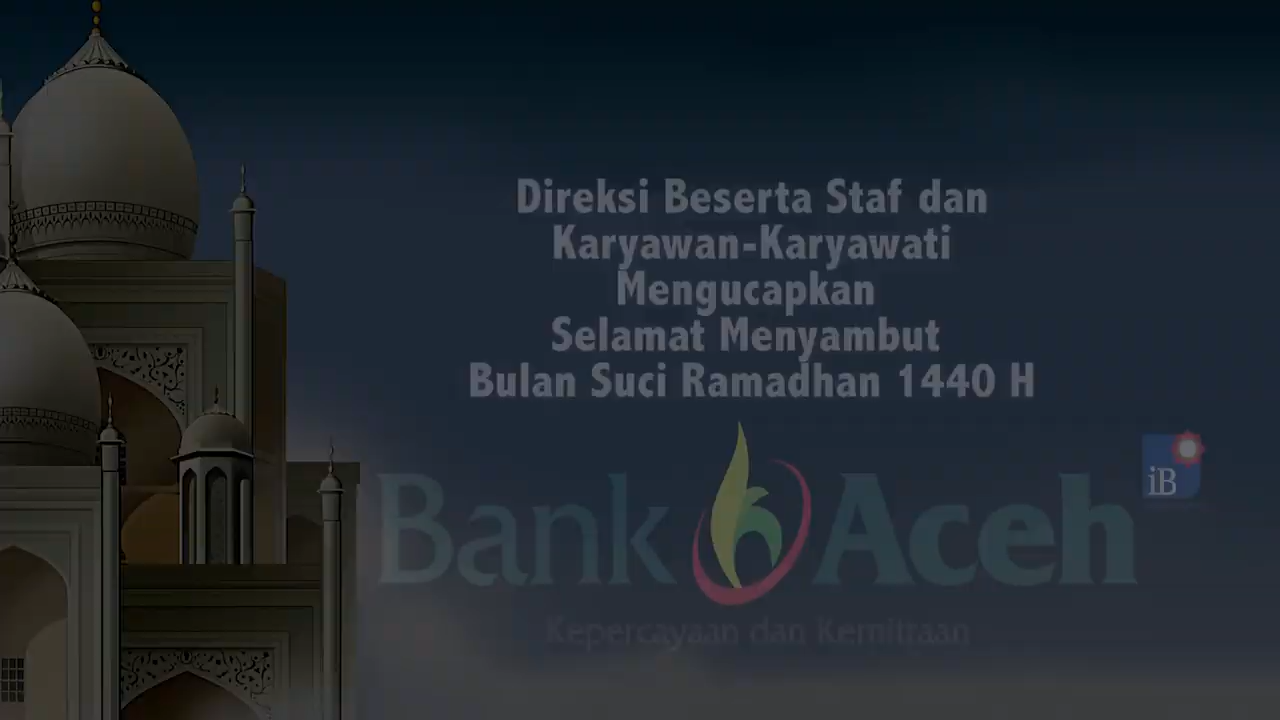 Direksi Beserta Staf dan
Karyawan-Karyawati
Mengucapkan
Selamat Menyambut
Bulan Suci Ramadhan 1440 H
Bank Aceh
iB
Kepercayaan dan Kemitraan